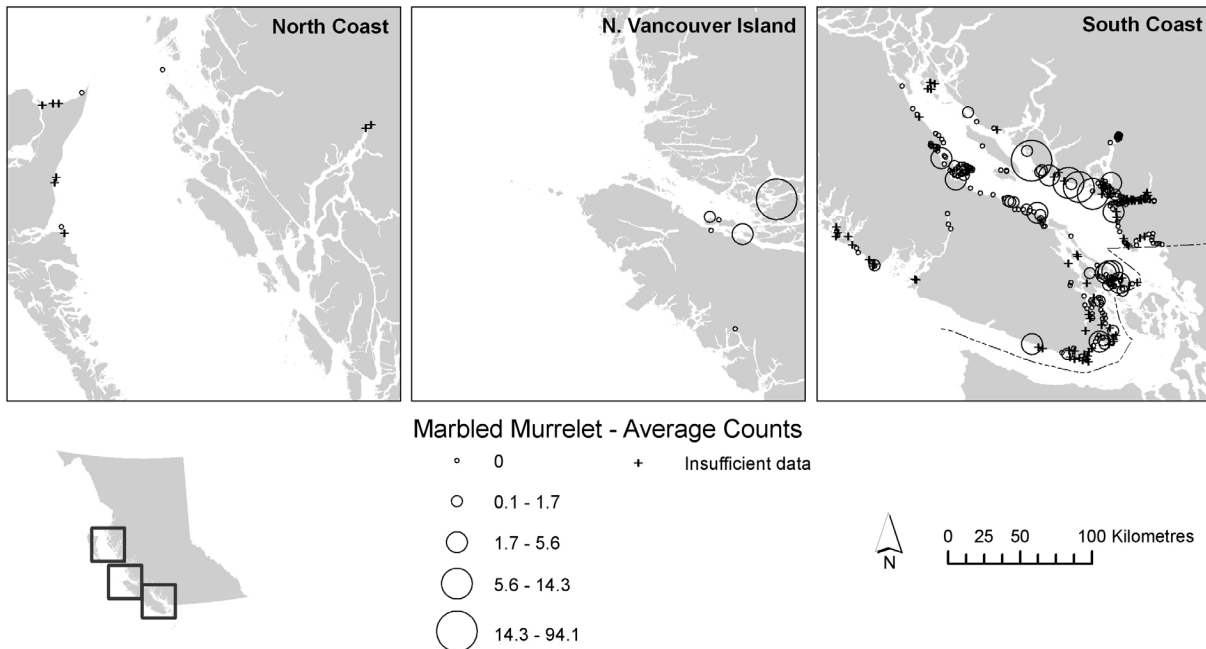 North Coast
N. Vancouver Island
South Coast
Marbled Murrelet - Average Counts
0
Insufficient data
0.1 - 1.7
1.7 - 5.6
5.6 - 14.3
14.3 - 94.1
N
0 25 50 100 Kilometres